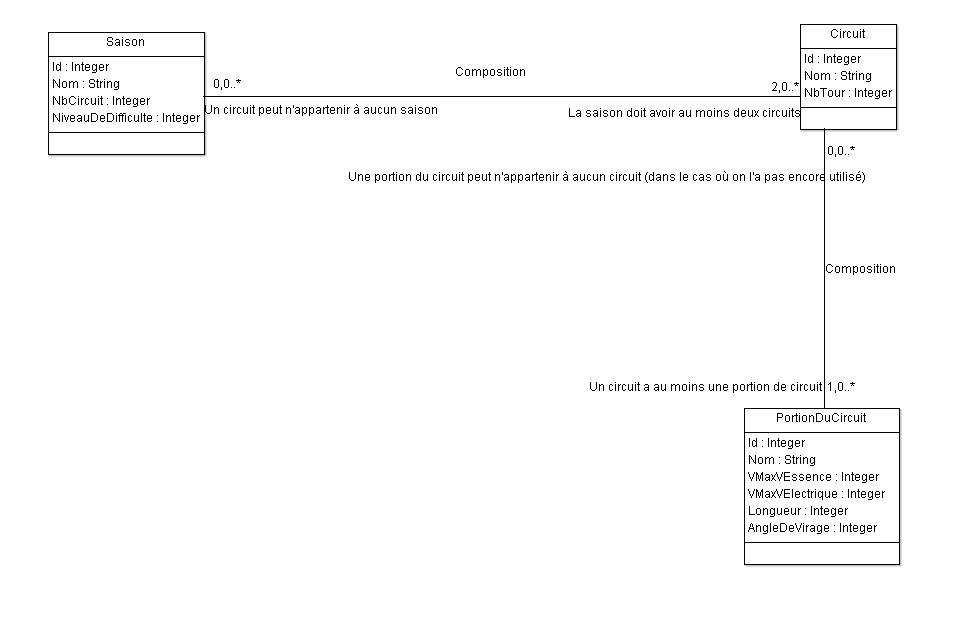 Saison
Id : Integer
Nom : String
NbCircuit : Integer
NiveauDeDifficulte : Integer
0,0..*
Un circuit peut n'appartenir à aucun saison
Composition
2,0..*
La saison doit avoir au moins deux circuits
Circuit
Id : Integer
Nom : String
NbTour : Integer
0,0..*
Une portion du circuit peut n'appartenir à aucun circuit (dans le cas où on l'a pas encore utilisé)
Composition
Un circuit a au moins une portion de circuit
1,0..*
PortionDuCircuit
Id : Integer
Nom : String
VMaxVEssence : Integer
VMaxVElectrique : Integer
Longueur : Integer
AngleDeVirage : Integer